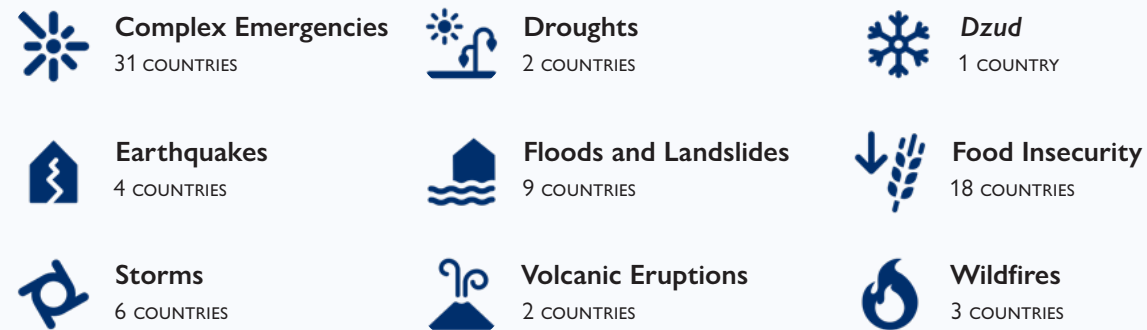 Complex Emergencies
31 COUNTRIES
Droughts
2 COUNTRIES
Dzud
1 COUNTRY
Earthquakes
4 COUNTRIES
Floods and Landslides
9 COUNTRIES
Food Insecurity
18 COUNTRIES
Storms
6 COUNTRIES
Volcanic Eruptions
2 COUNTRIES
Wildfires
3 COUNTRIES